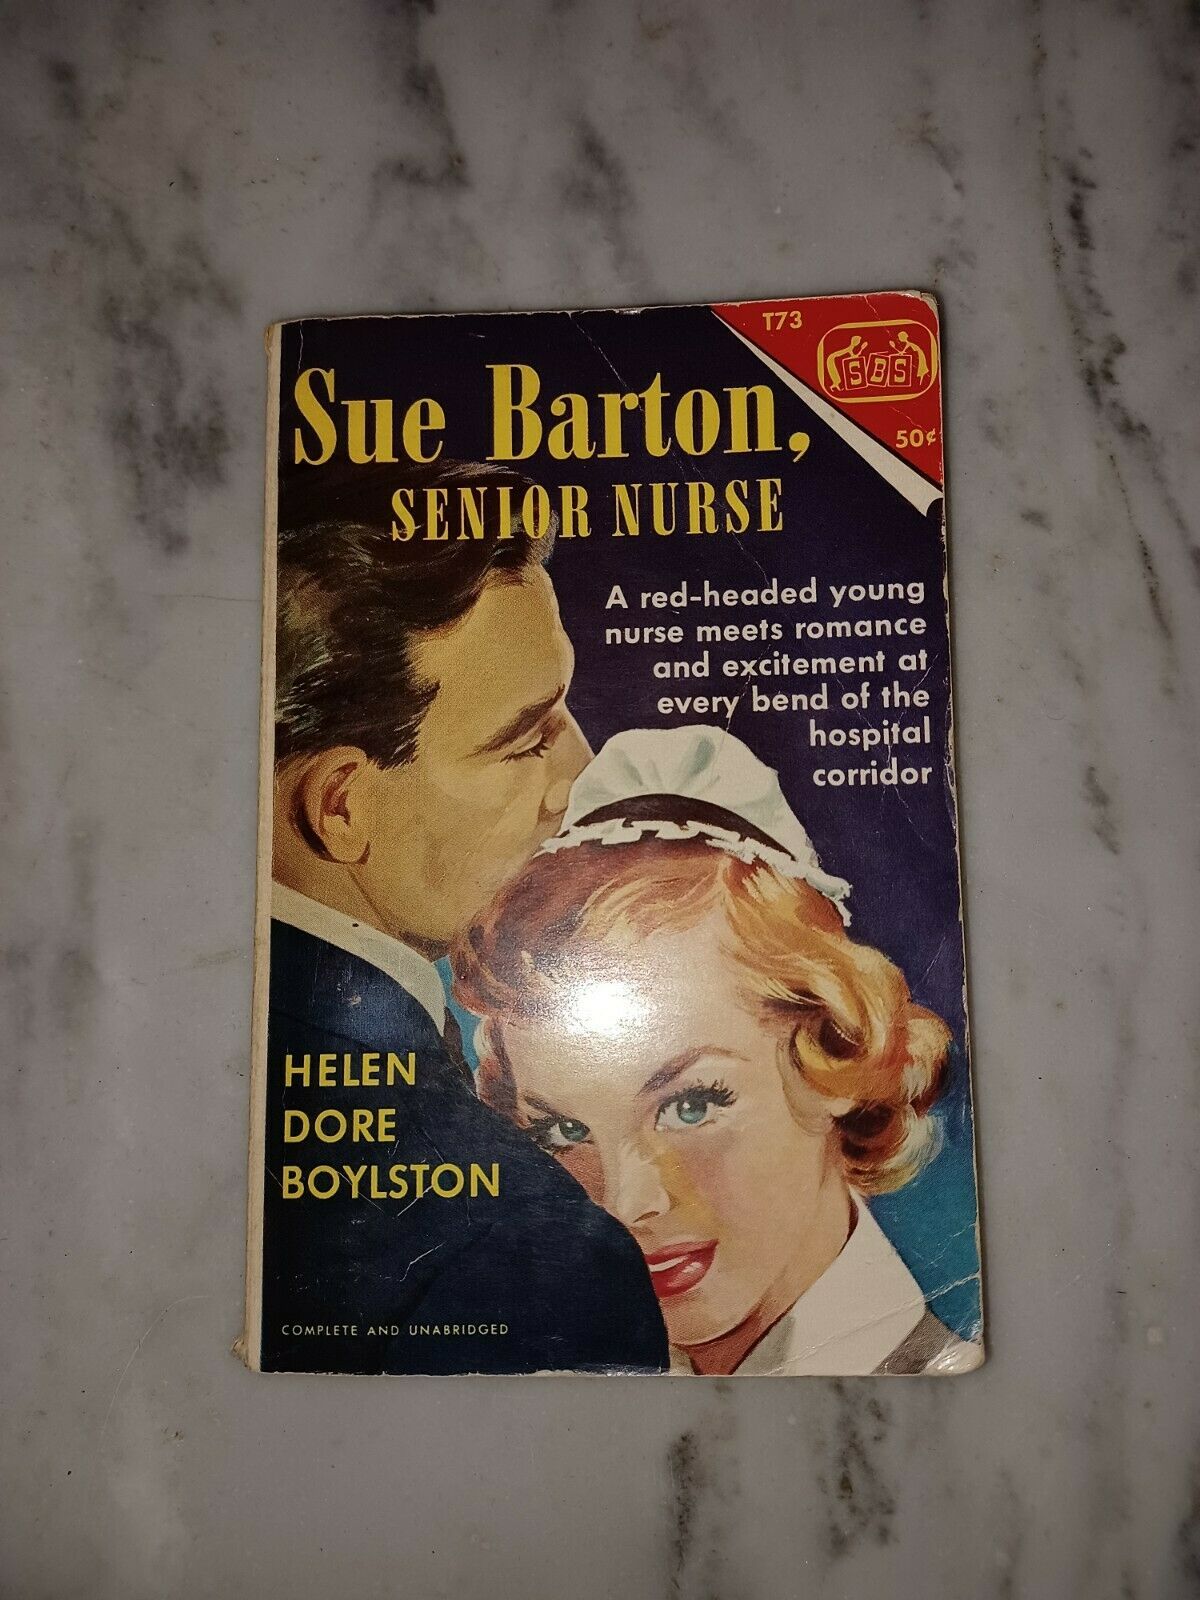 T73
SBS
50¢
Sue Barton,
SENIOR NURSE
A red-headed young
nurse meets romance
and excitement at
every bend of the
hospital
corridor
HELEN
DORE
BOYLSTON
COMPLETE AND UNABRIDGED